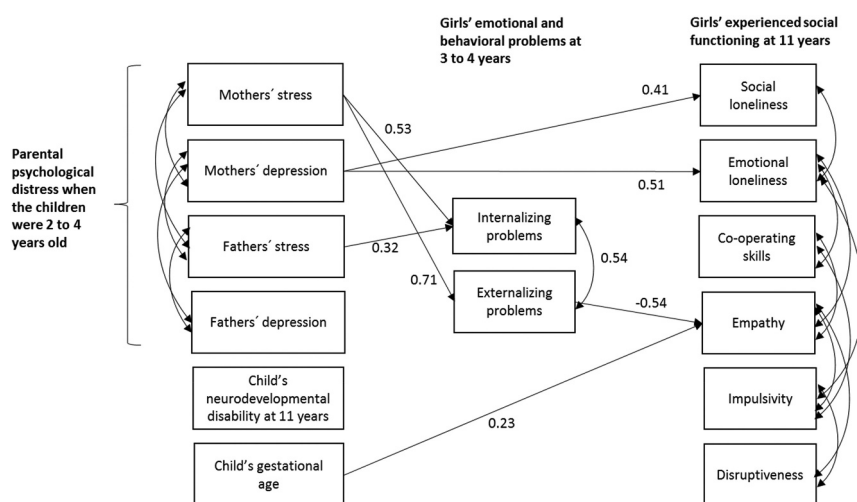 Girls’ emotional and
behavioral problems at
3 to 4 years
Girls’ experienced social
functioning at 11 years
Parental
psychological
distress when
the children
were 2 to 4
years old
Mothers´ stress
Mothers´ depression
Fathers´ stress
Fathers´ depression
Child’s
neurodevelopmental
disability at 11 years
Child’s gestational
age
0.53
0.32
0.71
Internalizing
problems
Externalizing
problems
0.54
0.41
0.51
-0.54
0.23
Social
loneliness
Emotional
loneliness
Co-operating
skills
Empathy
Impulsivity
Disruptiveness